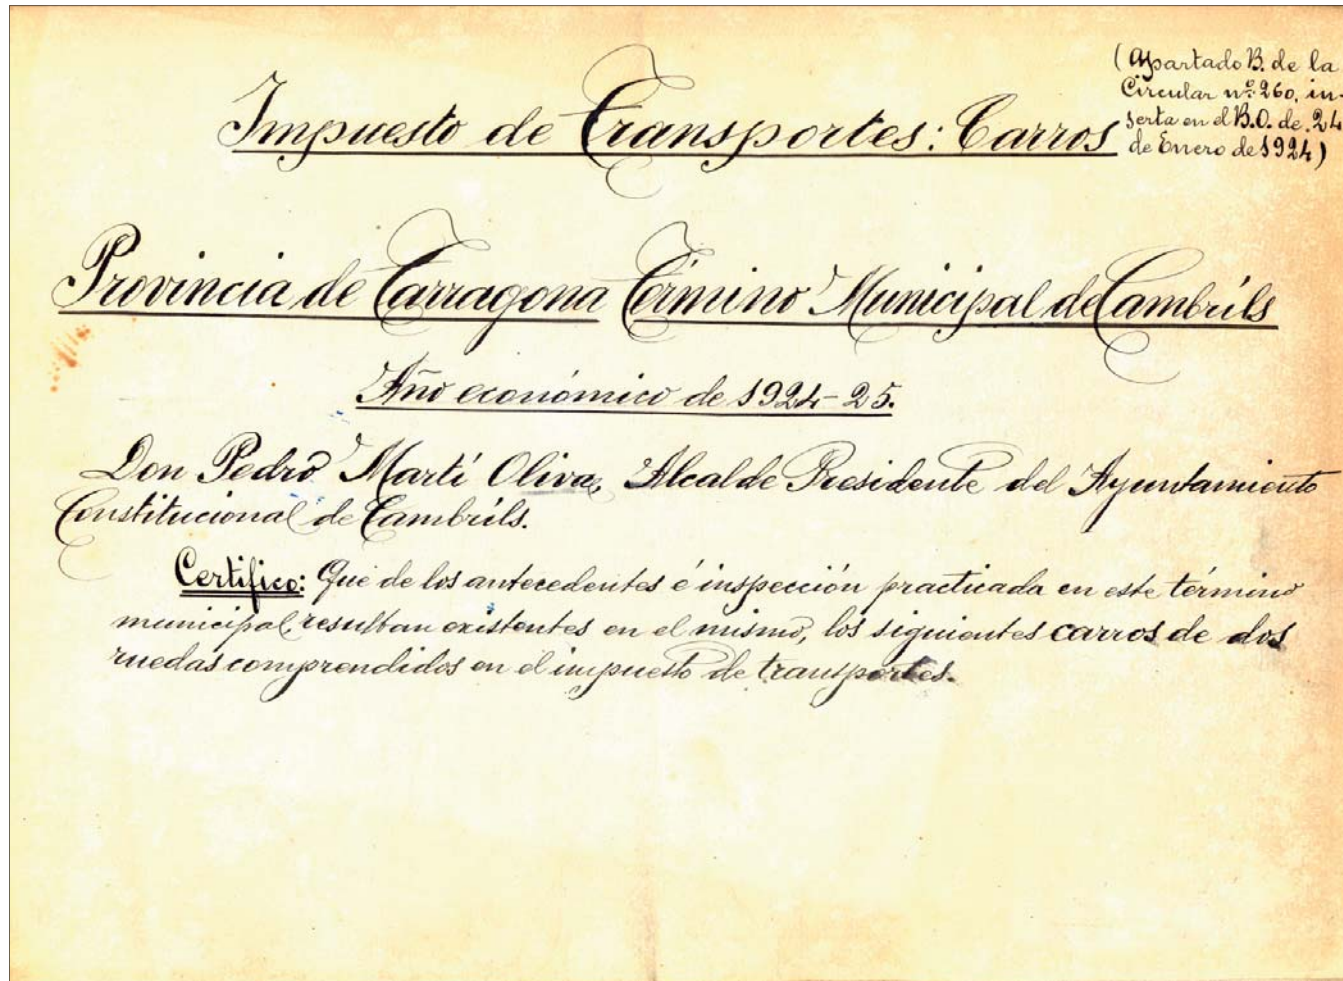 (Apartado B. de la
Circular nº 260, in-
serta en el B.O. de 24
de Enero de 1924)
Impuesto de Transportes: Carros
Provincia de Tarragona Término Municipal de Cambrils
Año económico de 1924-25.
Don Pedro Martí Oliva, Alcalde Presidente del Ayuntamiento
Constitucional de Cambrils.
Certifico: Que de los antecedentes é inspección practicada en este término
municipal, resultan existentes en el mismo, los siguientes carros de dos
ruedas comprendidos en el impuesto de transportes.